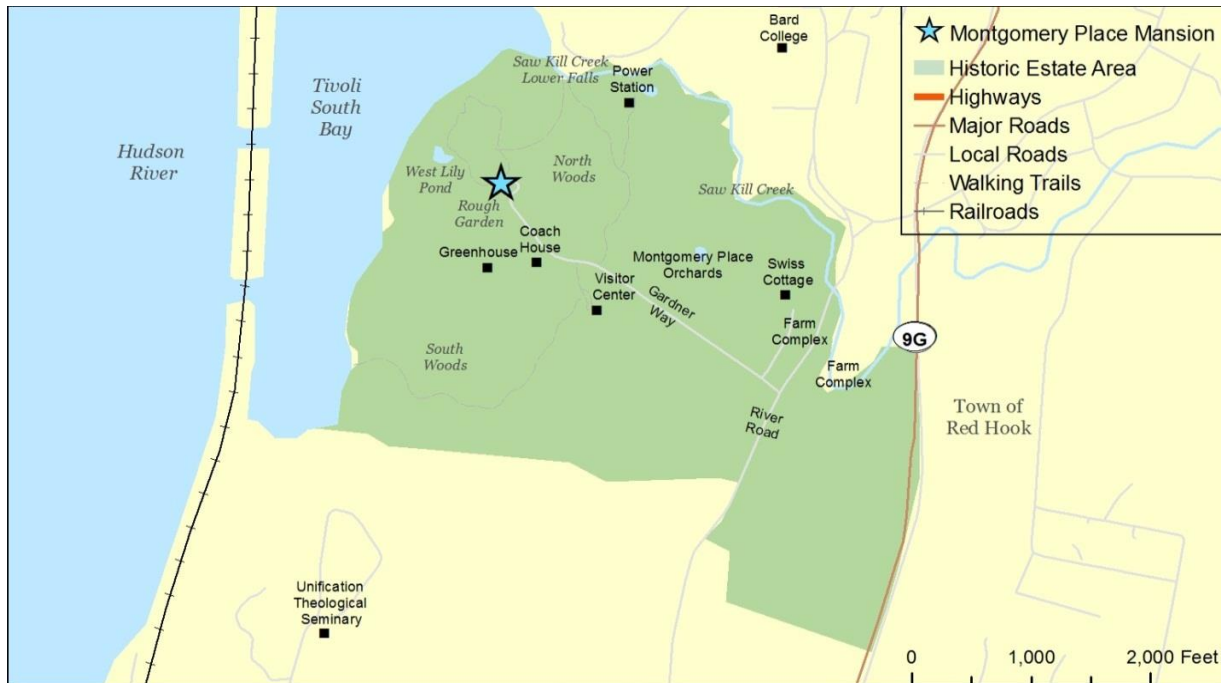 Bard
College
Montgomery Place Mansion
Historic Estate Area
Highways
Major Roads
Local Roads
Walking Trails
Railroads
Saw Kill Creek
Lower Falls
Power
Station
Tivoli
South
Bay
Hudson
River
West Lily
Pond
North
Woods
Rough
Garden
Saw Kill Creek
Coach
House
Greenhouse
Montgomery Place
Orchards
Swiss
Cottage
Visitor
Center
Gardner
Way
Farm
Complex
9G
South
Woods
Farm
Complex
River
Road
Town of
Red Hook
Unification
Theological
Seminary
0 1,000 2,000 Feet